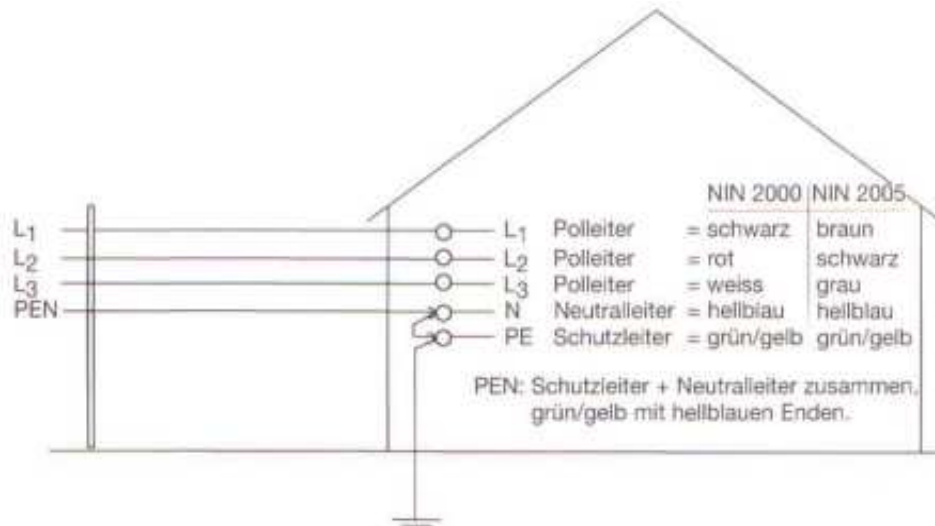 NIN 2000 NIN 2005
L1 L1 Polleiter = schwarz braun
L2 L2 Polleiter = rot schwarz
L3 L3 Polleiter = weiss grau
PEN N Neutralleiter = hellblau hellblau
PE Schutzleiter = grün/gelb grün/gelb
PEN: Schutzleiter + Neutralleiter zusammen,
grün/gelb mit hellblauen Enden.